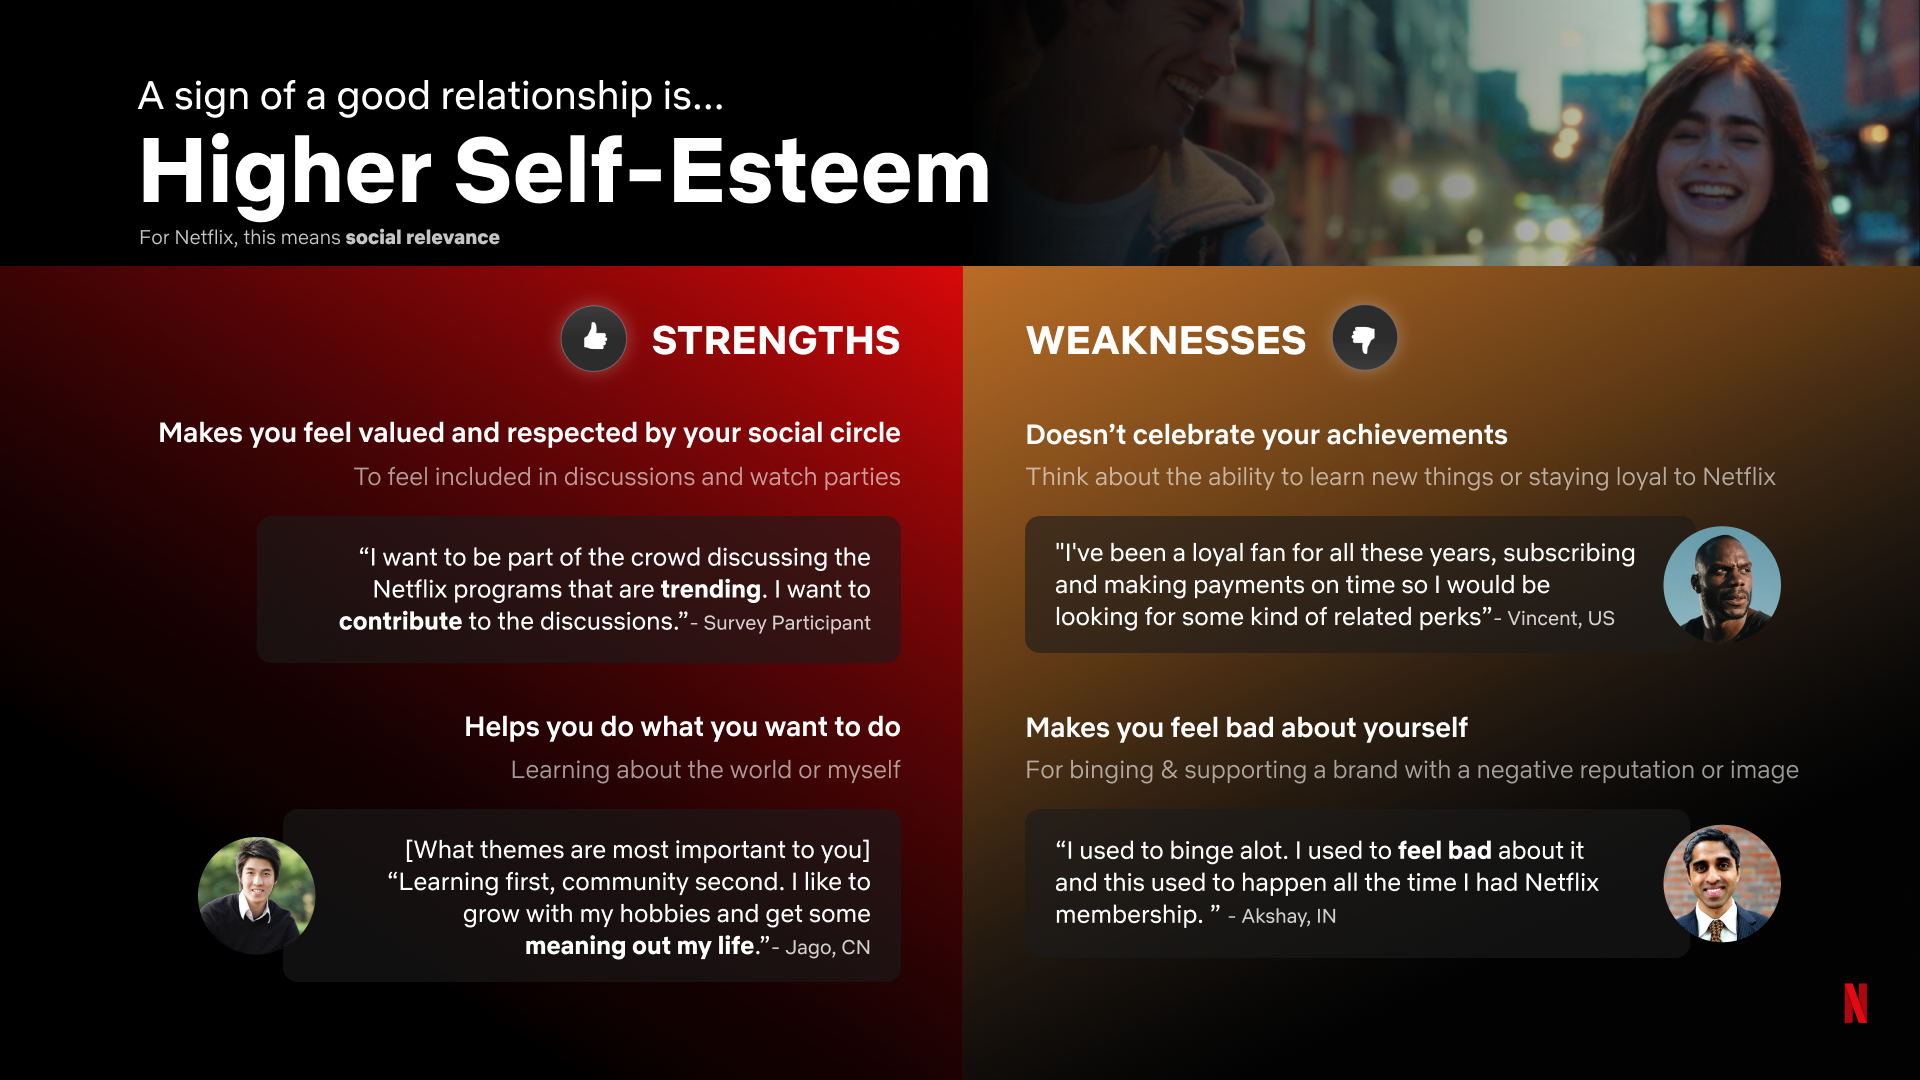 A sign of a good relationship is...
Higher Self-Esteem
For Netflix, this means social relevance
STRENGTHS
Makes you feel valued and respected by your social circle
To feel included in discussions and watch parties
“I want to be part of the crowd discussing the
Netflix programs that are trending. I want to
contribute to the discussions.”- Survey Participant
Helps you do what you want to do
Learning about the world or myself
[What themes are most important to you]
“Learning first, community second. I like to
grow with my hobbies and get some
meaning out my life.”- Jago, CN
WEAKNESSES
Doesn’t celebrate your achievements
Think about the ability to learn new things or staying loyal to Netflix
"I've been a loyal fan for all these years, subscribing
and making payments on time so I would be
looking for some kind of related perks”- Vincent, US
Makes you feel bad about yourself
For binging & supporting a brand with a negative reputation or image
“I used to binge alot. I used to feel bad about it
and this used to happen all the time I had Netflix
membership. ” - Akshay, IN
N